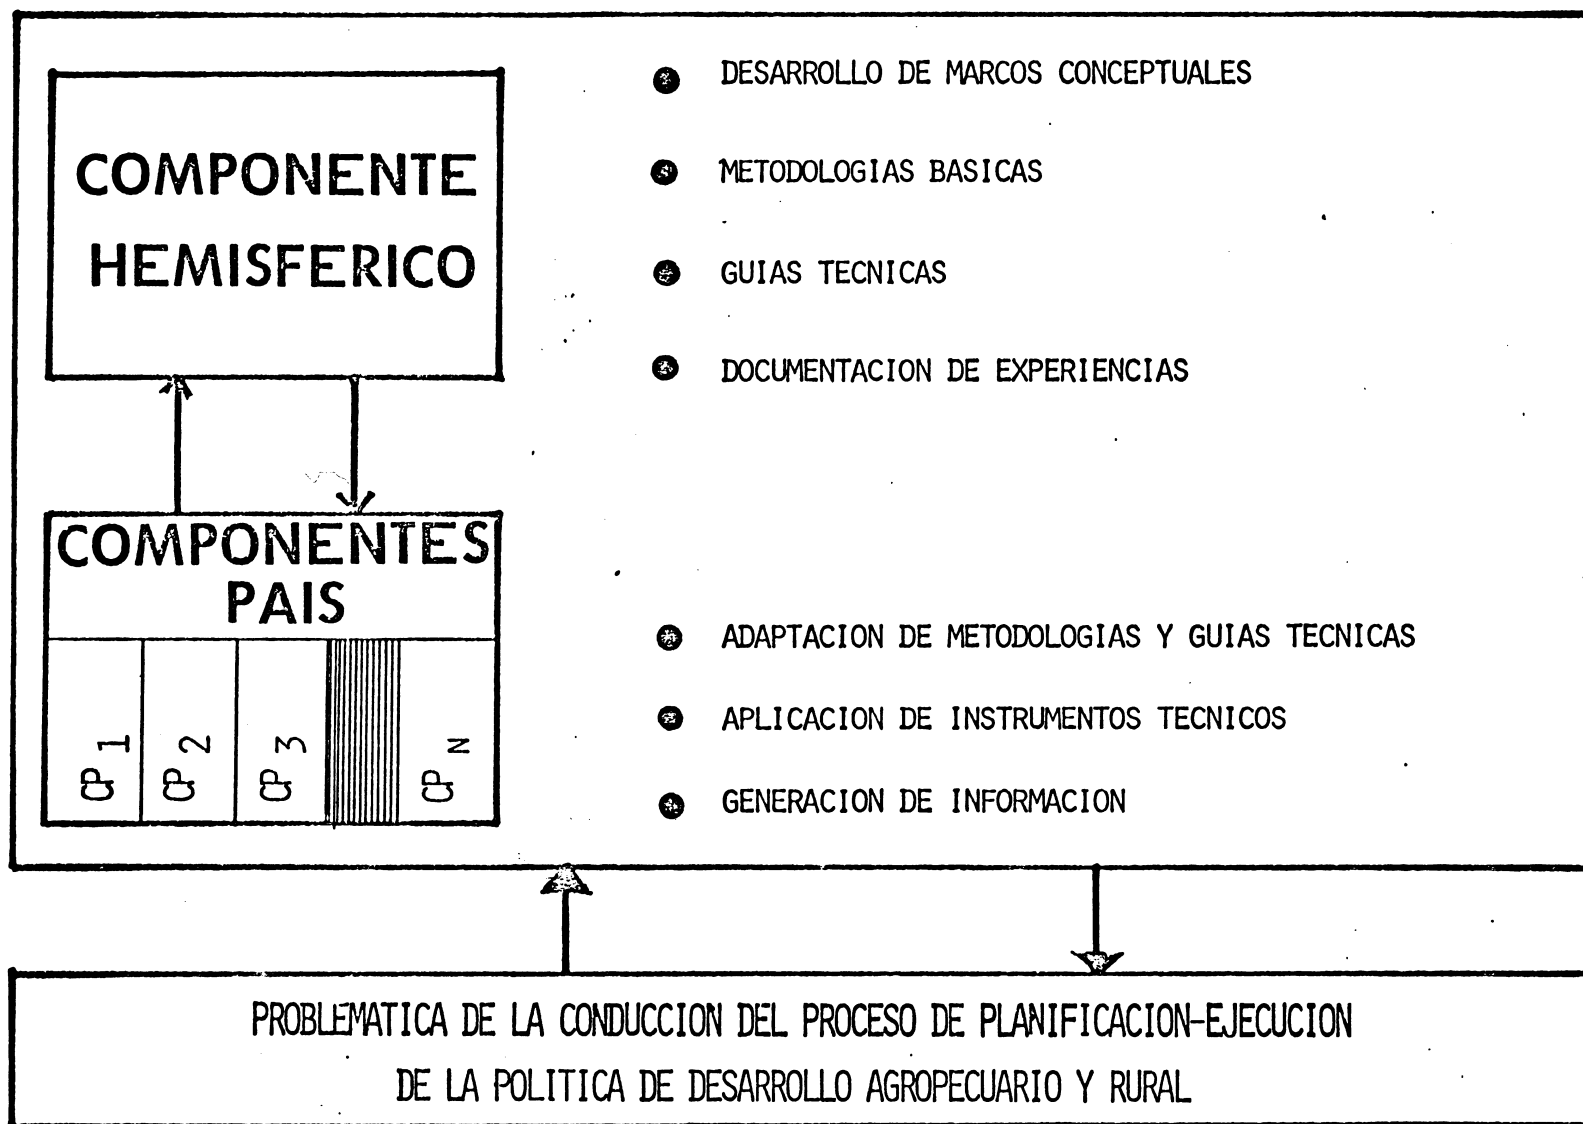 COMPONENTE
HEMISFERICO
DESARROLLO DE MARCOS CONCEPTUALES
METODOLOGIAS BASICAS
GUIAS TECNICAS
DOCUMENTACION DE EXPERIENCIAS
COMPONENTES
PAIS
CP 1
CP 2
CP 3
CP N
ADAPTACION DE METODOLOGIAS Y GUIAS TECNICAS
APLICACION DE INSTRUMENTOS TECNICOS
GENERACION DE INFORMACION
PROBLEMATICA DE LA CONDUCCION DEL PROCESO DE PLANIFICACION-EJECUCION
DE LA POLITICA DE DESARROLLO AGROPECUARIO Y RURAL